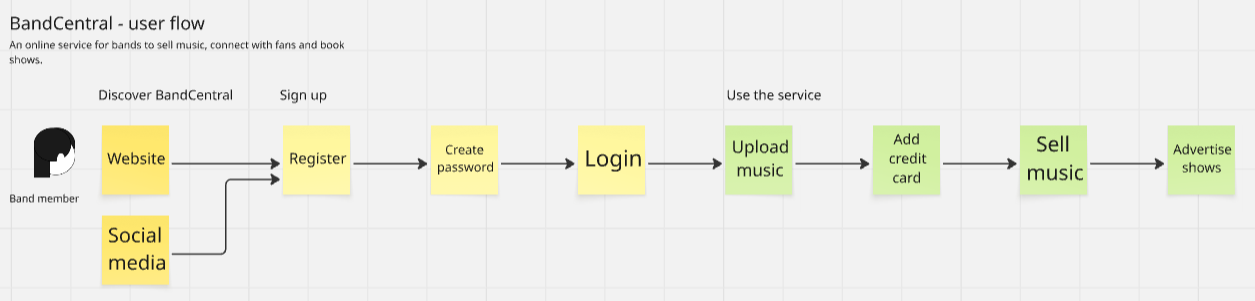 BandCentral - user flow
An online service for bands to sell music, connect with fans and book
shows.
Discover BandCentral
Sign up
Use the service
Website
Register
Create
password
Login
Upload
music
Add
credit
card
Sell
music
Advertise
shows
Band member
Social
media